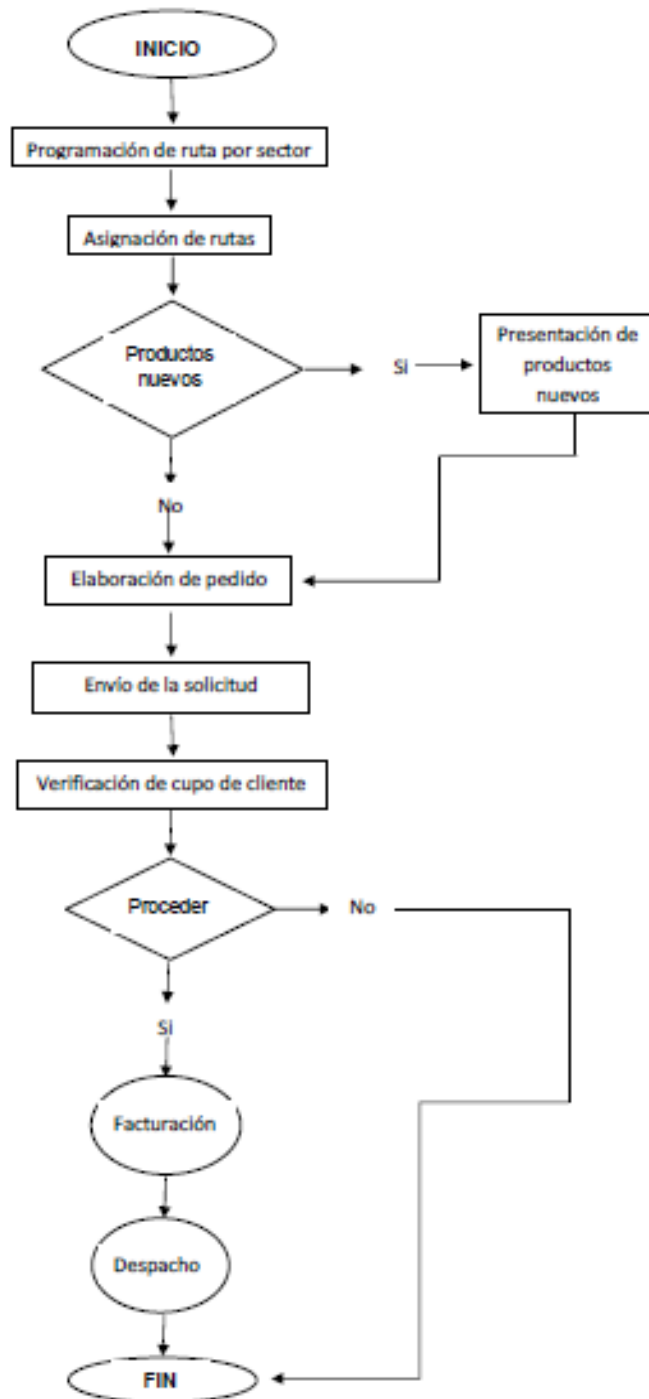 INICIO
Programación de ruta por sector
Asignación de rutas
Productos
nuevos
Si
Presentación de
productos
nuevos
No
Elaboración de pedido
Envío de la solicitud
Verificación de cupo de cliente
Proceder
No
Si
Facturación
Despacho
FIN